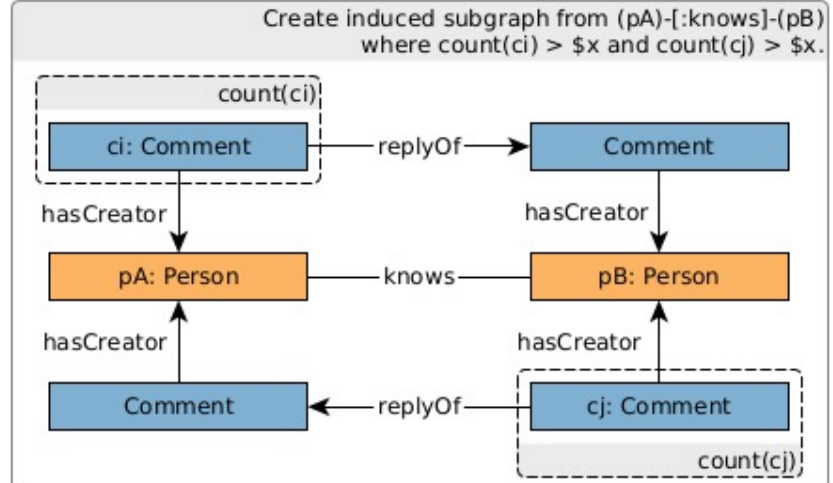 Create induced subgraph from (pA)-[:knows]-(pB)
where count(ci) > $x and count(cj) > $x.
count(ci)
ci: Comment
replyOf
Comment
hasCreator
hasCreator
pA: Person
knows
pB: Person
hasCreator
hasCreator
Comment
replyOf
cj: Comment
count(cj)